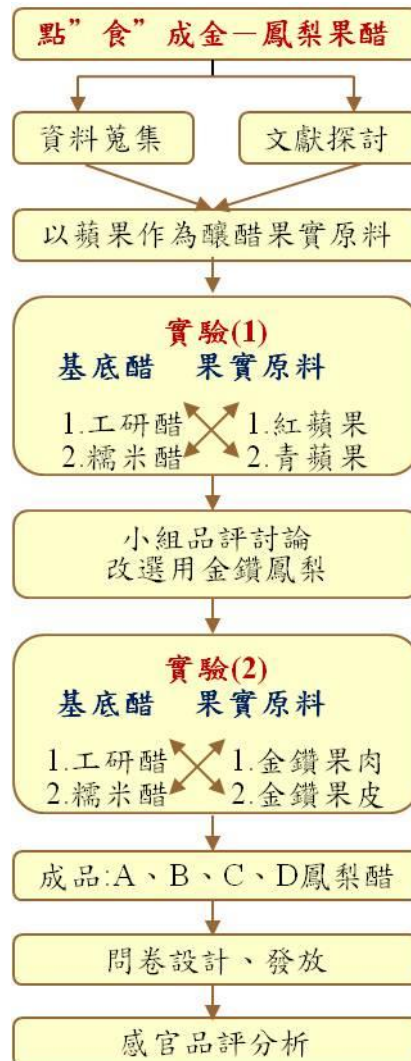 點”食”成金－鳳梨果醋
資料蒐集
文獻探討
以蘋果作為釀醋果實原料
實驗(1)
基底醋 果實原料
1.工研醋 1.紅蘋果
2.糯米醋 2.青蘋果
小組品評討論
改選用金鑽鳳梨
實驗(2)
基底醋 果實原料
1.工研醋 1.金鑽果肉
2.糯米醋 2.金鑽果皮
成品:A、B、C、D鳳梨醋
問卷設計、發放
感官品評分析